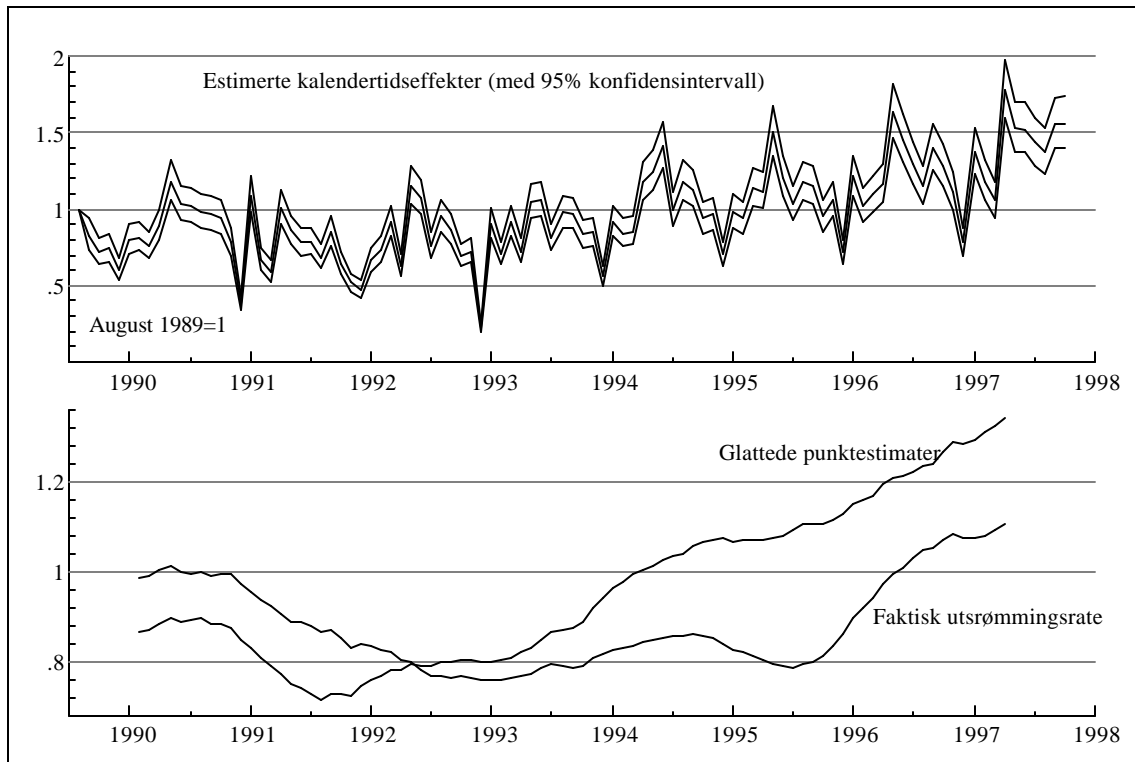 2
Estimerte kalendertidseffekter (med 95% konfidensintervall)
1.5
1
.5
August 1989=1
1990 1991 1992 1993 1994 1995 1996 1997 1998
Glattede punktestimater
1.2
1
Faktisk utsrømmingsrate
.8
1990 1991 1992 1993 1994 1995 1996 1997 1998